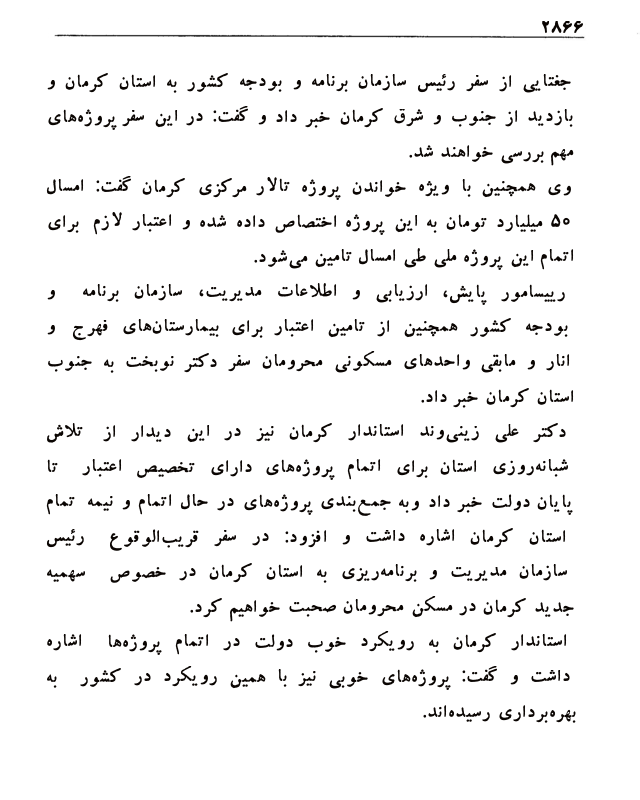 ۲۸۶۶
جغتایی از سفر رئیس سازمان برنامه و بودجه کشور به استان کرمان و
بازدید از جنوب و شرق کرمان خبر داد و گفت: در این سفر پروژه‌های
مهم بررسی خواهند شد.
وی همچنین با ویژه خواندن پروژه تالار مرکزی کرمان گفت: امسال
۵۰ میلیارد تومان به این پروژه اختصاص داده شده و اعتبار لازم برای
اتمام این پروژه ملی طی امسال تامین می‌شود.
رییسامور پایش، ارزیابی و اطلاعات مدیریت، سازمان برنامه و
بودجه کشور همچنین از تامین اعتبار برای بیمارستان‌های فهرج و
انار و مابقی واحدهای مسکونی محرومان سفر دکتر نوبخت به جنوب
استان کرمان خبر داد.
دکتر علی زینی‌وند استاندار کرمان نیز در این دیدار از تلاش
شبانه‌روزی استان برای اتمام پروژه‌های دارای تخصیص اعتبار تا
پایان دولت خبر داد وبه جمع‌بندی پروژه‌های در حال اتمام و نیمه تمام
استان کرمان اشاره داشت و افزود: در سفر قریب‌الوقوع رئیس
سازمان مدیریت و برنامه‌ریزی به استان کرمان در خصوص سهمیه
جدید کرمان در مسکن محرومان صحبت خواهیم کرد.
استاندار کرمان به رویکرد خوب دولت در اتمام پروژه‌ها اشاره
داشت و گفت: پروژه‌های خوبی نیز با همین رویکرد در کشور به
بهره‌برداری رسیده‌اند.